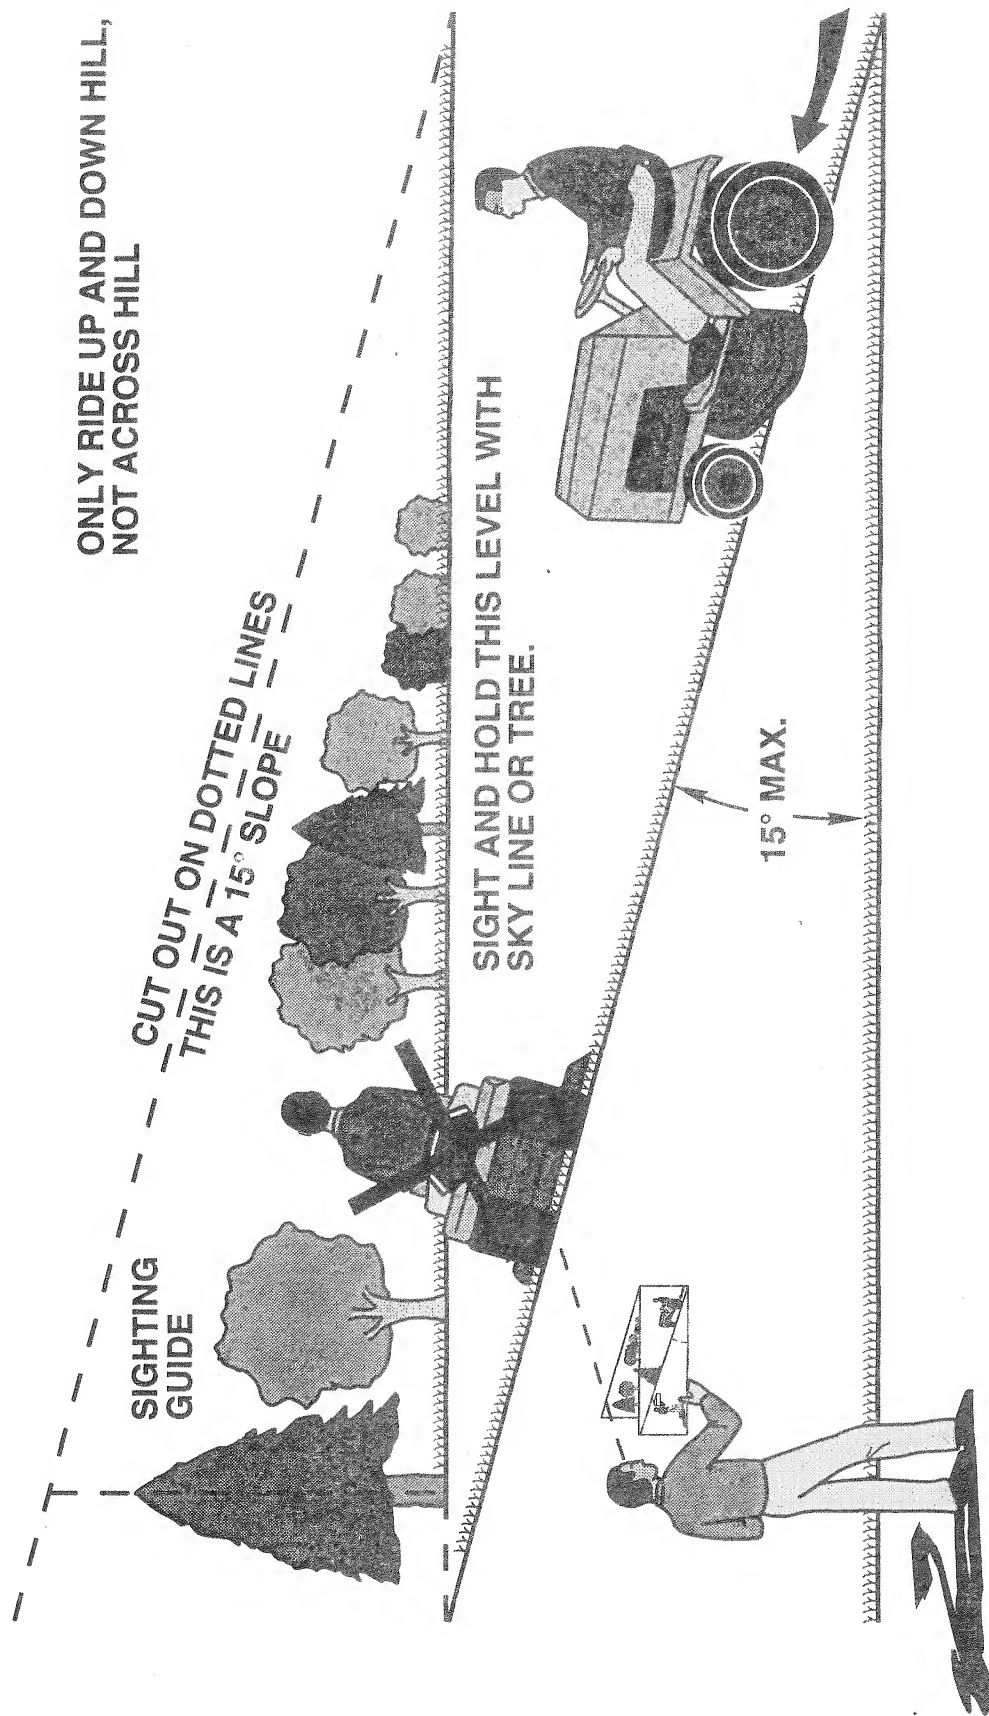 ONLY RIDE UP AND DOWN HILL,
NOT ACROSS HILL
CUT OUT ON DOTTED LINES
THIS IS A 15° SLOPE
SIGHTING
GUIDE
SIGHT AND HOLD THIS LEVEL WITH
SKY LINE OR TREE.
15° MAX.